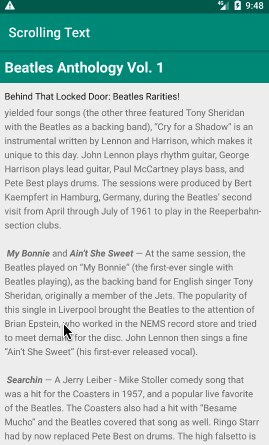 4G 9:48
Scrolling Text
Beatles Anthology Vol. 1
Behind That Locked Door: Beatles Rarities!
yielded four songs (the other three featured Tony Sheridan
with the Beatles as a backing band), "Cry for a Shadow" is an
instrumental written by Lennon and Harrison, which makes it
unique to this day. John Lennon plays rhythm guitar, George
Harrison plays lead guitar, Paul McCartney plays bass, and
Pete Best plays drums. The sessions were produced by Bert
Kaempfert in Hamburg, Germany, during the Beatles' second
visit from April through July of 1961 to play in the Reeperbahn-
section clubs.
My Bonnie and Ain't She Sweet — At the same session, the
Beatles played on "My Bonnie" (the first-ever single with
Beatles playing), as the backing band for English singer Tony
Sheridan, originally a member of the Jets. The popularity of
this single in Liverpool brought the Beatles to the attention of
Brian Epstein, who worked in the NEMS record store and tried
to meet demand for the disc. John Lennon then sings a fine
"Ain't She Sweet" (his first-ever released vocal).
Searchin — A Jerry Leiber - Mike Stoller comedy song that
was a hit for the Coasters in 1957, and a popular live favorite
of the Beatles. The Coasters also had a hit with "Besame
Mucho" and the Beatles covered that song as well. Ringo Starr
had by now replaced Pete Best on drums. The high falsetto is